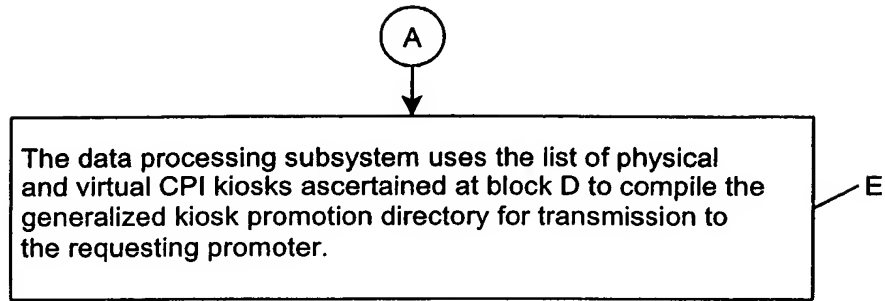 A
The data processing subsystem uses the list of physical
and virtual CPI kiosks ascertained at block D to compile the
generalized kiosk promotion directory for transmission to
the requesting promoter.
E